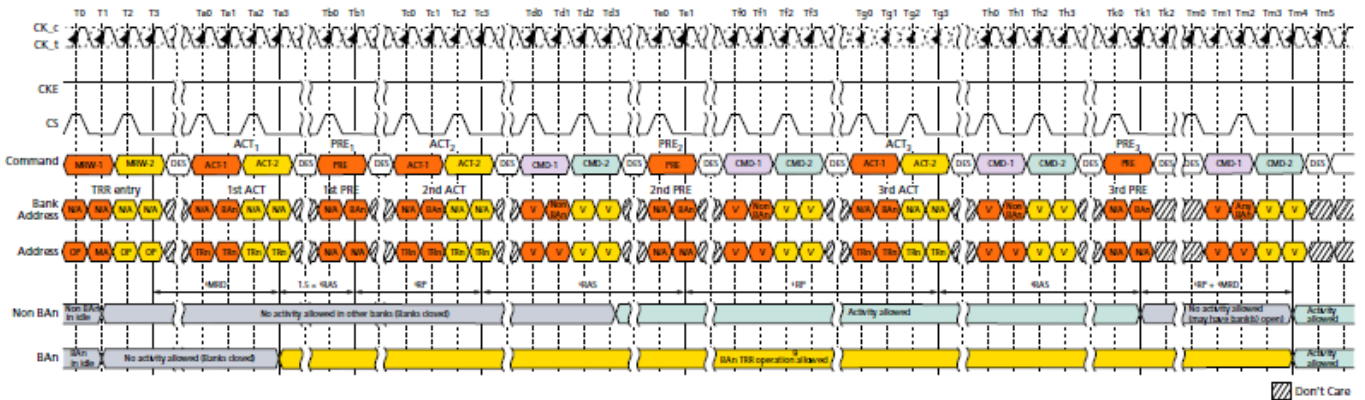 T0 T1 T2 T3 Ta0 Ta1 Ta2 Ta3 Tb0 Tb1 Tc0 Tc1 Tc2 Tc3 Td0 Td1 Td2 Td3 Te0 Te1 Tf0 Tf1 Tf2 Tf3 Tg0 Tg1 Tg2 Tg3 Th0 Th1 Th2 Th3 Tk0 Tk1 Tk2 Tm0 Tm1 Tm2 Tm3 Tm4 Tm5
CK_c
CK_t
CKE
CS
ACT1 PRE1 ACT2 PRE2 ACT3 PRE3
Command MRW-1 MRW-2 DES ACT-1 ACT-2 DES PRE DES ACT-1 ACT-2 DES CMD-1 CMD-2 DES PRE DES CMD-1 CMD-2 DES ACT-1 ACT-2 DES CMD-1 CMD-2 DES PRE DES DES CMD-1 CMD-2 DES
TRR entry 1st ACT 1st PRE 2nd ACT 2nd PRE 3rd ACT 3rd PRE
Bank Address N/A N/A N/A N/A N/A BAn N/A N/A N/A BAn N/A BAn N/A N/A V Non BAn V V N/A BAn V Non BAn V V N/A BAn N/A N/A V Non BAn V V N/A BAn V Any BAn V V
Address OP MA OP OP TRn TRn TRn TRn N/A N/A TRn TRn TRn TRn V V V V N/A N/A V V V V TRn TRn TRn TRn V V V V N/A N/A V V V V
tMRD 1.5 × tRAS tRP tRAS tRP tRAS tRP + tMRD
Non BAn Non BAn in idle No activity allowed in other banks (Banks closed) Activity allowed No activity allowed (may have bank(s) open) Activity allowed
BAn BAn in idle No activity allowed (Banks closed) BAn TRR operation allowed Activity allowed
Don't Care